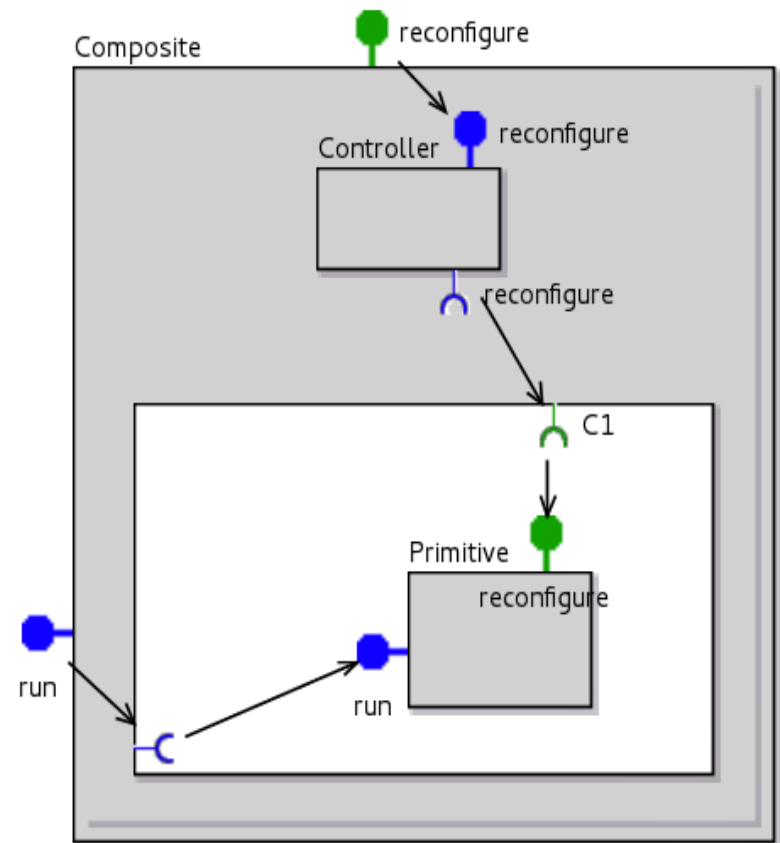 reconfigure
Composite
reconfigure
Controller
reconfigure
C1
Primitive
reconfigure
run
run